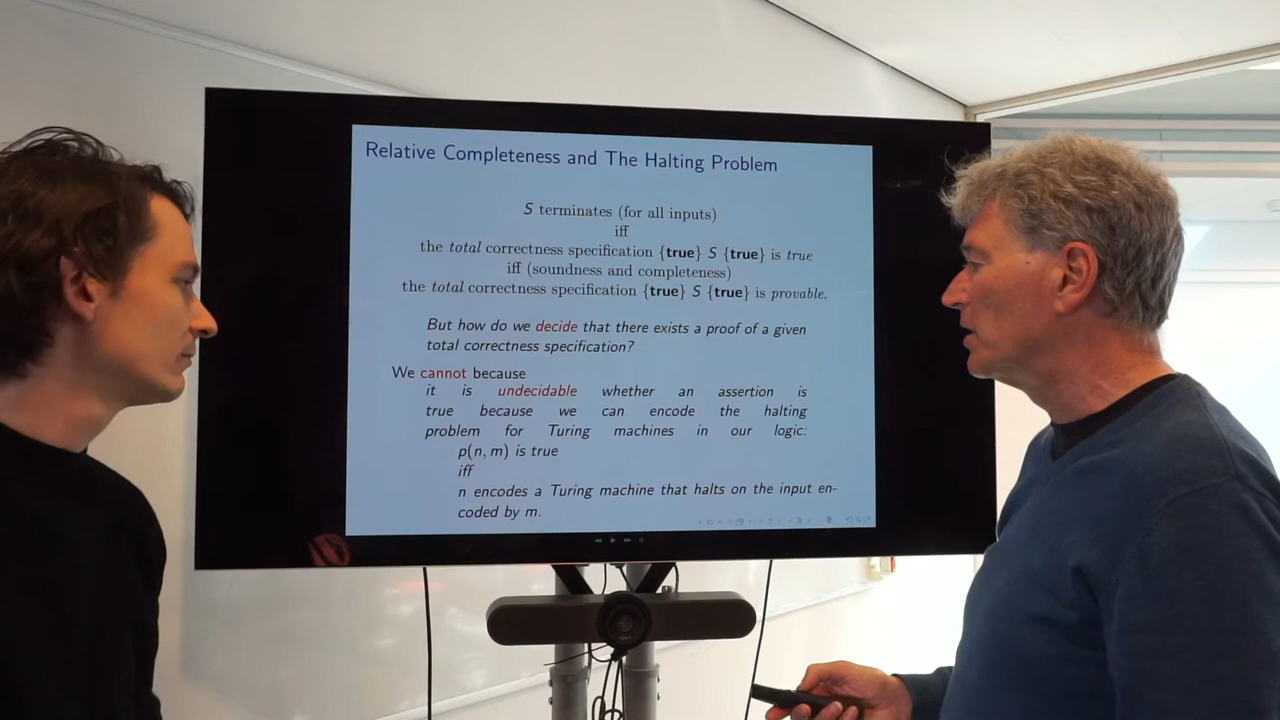 Relative Completeness and The Halting Problem
S terminates (for all inputs)
iff
the total correctness specification {true} S {true} is true
iff (soundness and completeness)
the total correctness specification {true} S {true} is provable.
But how do we decide that there exists a proof of a given
total correctness specification?
We cannot because
it is undecidable whether an assertion is
true because we can encode the halting
problem for Turing machines in our logic:
p(n, m) is true
iff
n encodes a Turing machine that halts on the input en-
coded by m.